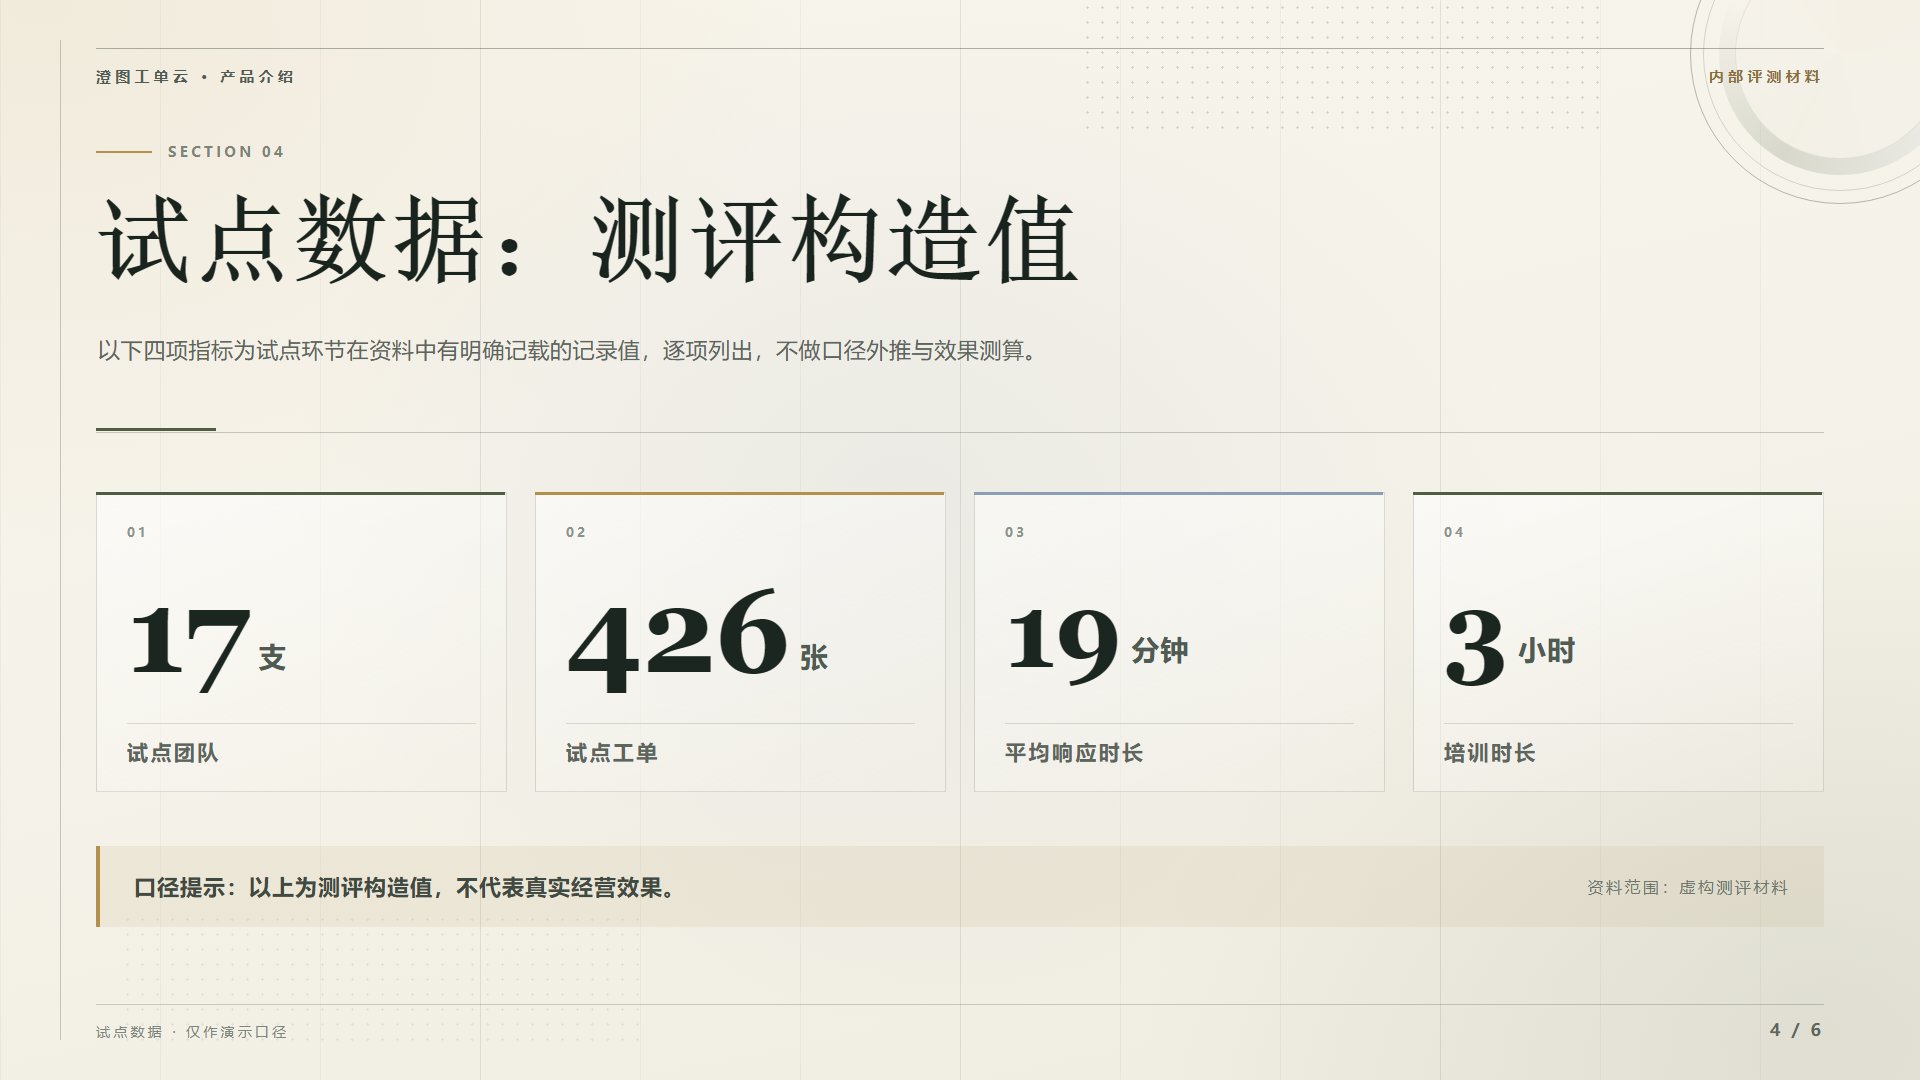 澄图工单云 · 产品介绍
内部评测材料
SECTION 04
试点数据：测评构造值
以下四项指标为试点环节在资料中有明确记载的记录值，逐项列出，不做口径外推与效果测算。
01
17 支
试点团队
02
426 张
试点工单
03
19 分钟
平均响应时长
04
3 小时
培训时长
口径提示：以上为测评构造值，不代表真实经营效果。
资料范围：虚构测评材料
试点数据 · 仅作演示口径
4 / 6